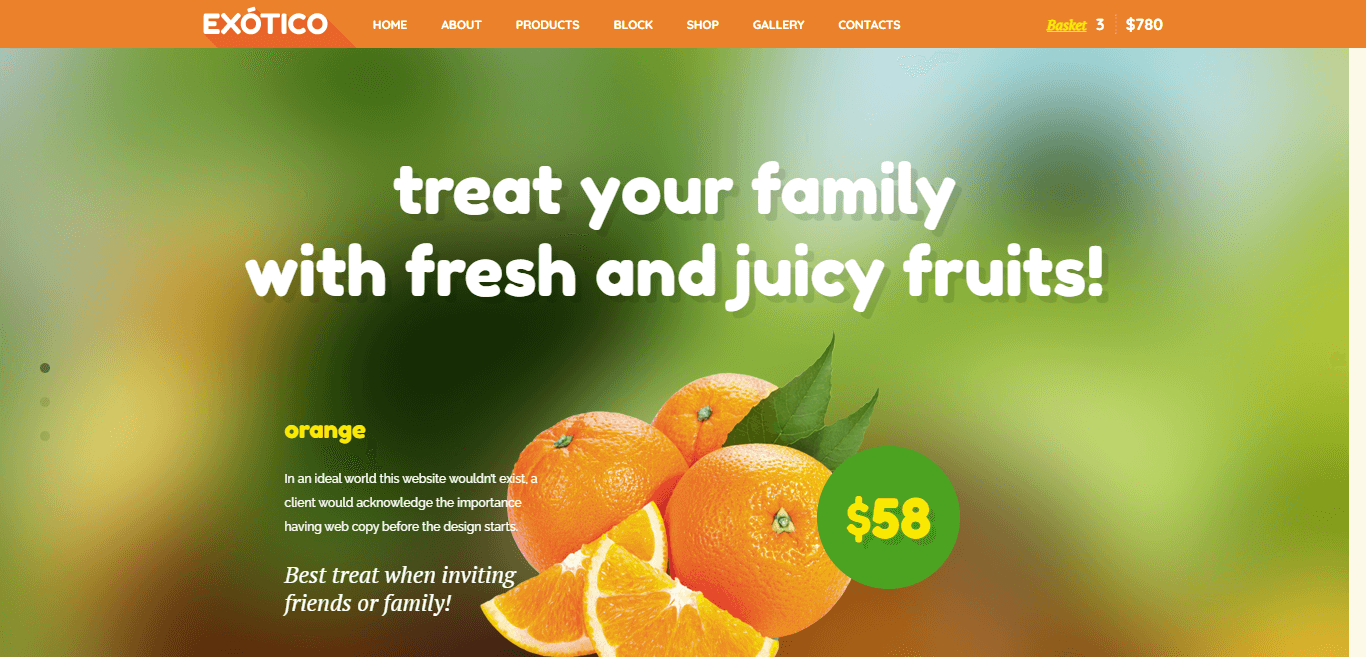 EXÓTICO
HOME ABOUT PRODUCTS BLOCK SHOP GALLERY CONTACTS
Basket 3 $780
treat your family
with fresh and juicy fruits!
orange
In an ideal world this website wouldn't exist, a
client would acknowledge the importance
having web copy before the design starts.
Best treat when inviting
friends or family!
$58